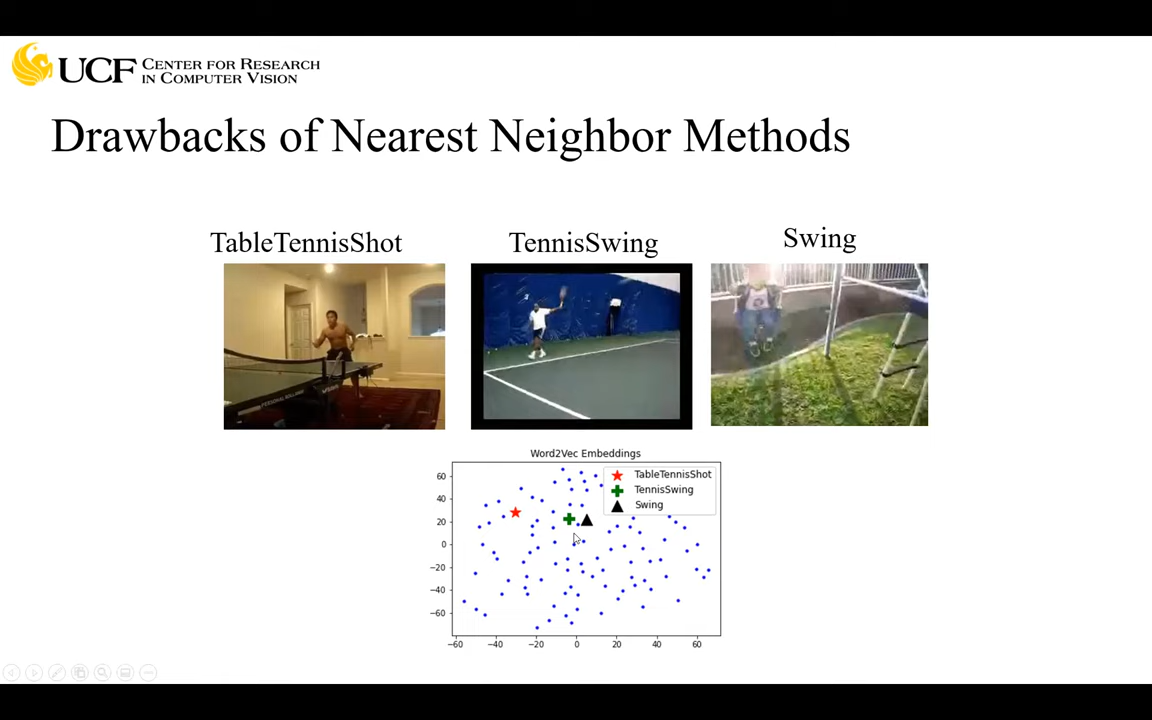 UCF CENTER FOR RESEARCH
IN COMPUTER VISION
Drawbacks of Nearest Neighbor Methods
TableTennisShot
TennisSwing
Swing
Word2Vec Embeddings
TableTennisShot
TennisSwing
Swing
60
40
20
0
−20
−40
−60
−60 −40 −20 0 20 40 60